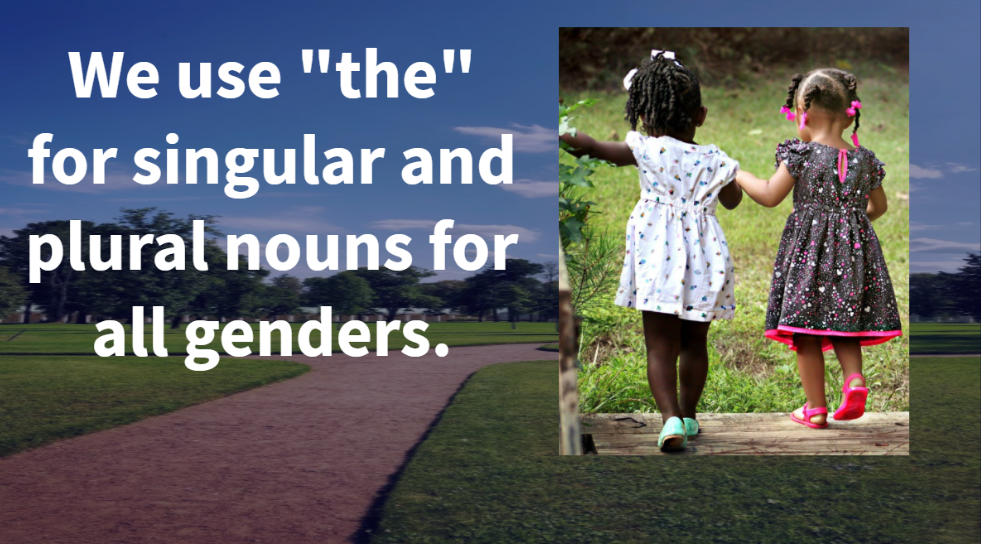 We use "the"
for singular and
plural nouns for
all genders.